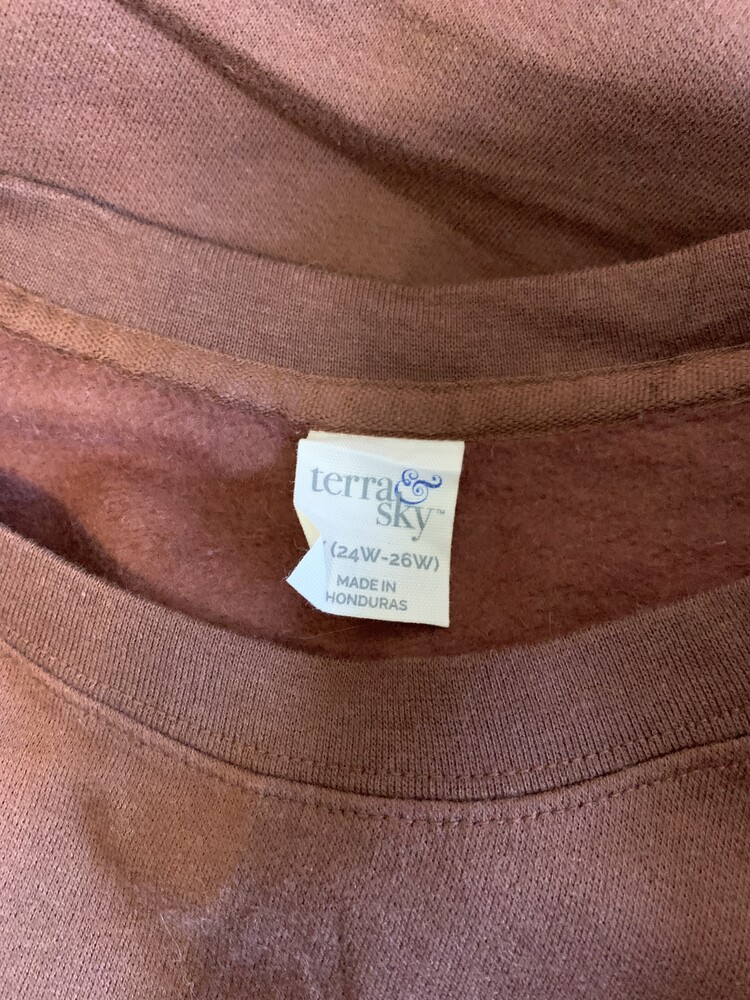 terra &
sky™
(24W-26W)
MADE IN
HONDURAS